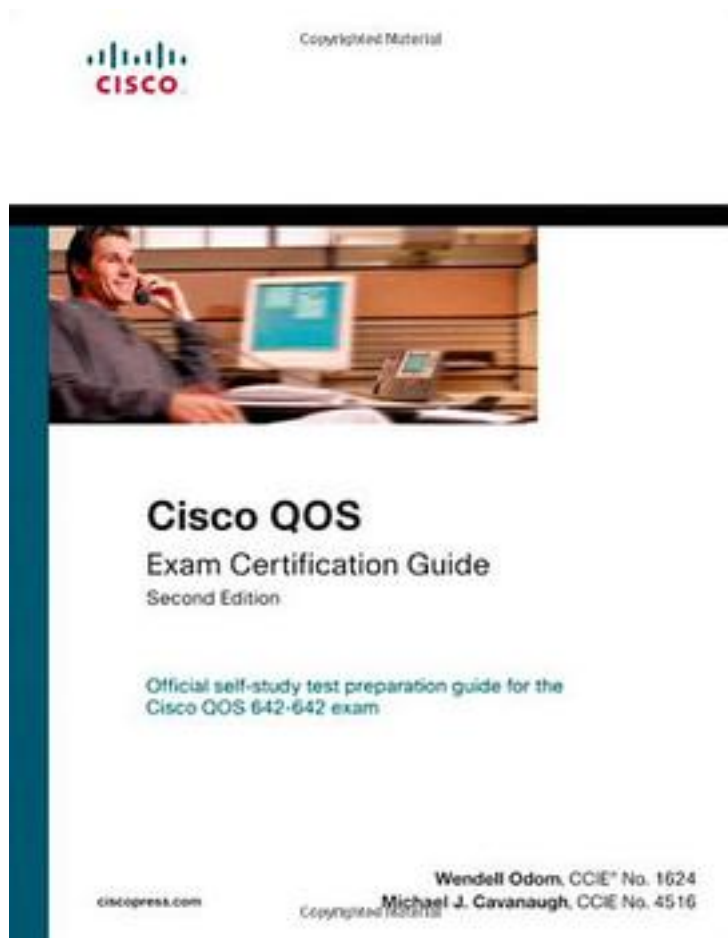 Copyrighted Material
CISCO
Cisco QOS
Exam Certification Guide
Second Edition
Official self-study test preparation guide for the
Cisco QOS 642-642 exam
Wendell Odom, CCIE® No. 1624
ciscopress.com
Michael J. Cavanaugh, CCIE No. 4516
Copyrighted Material